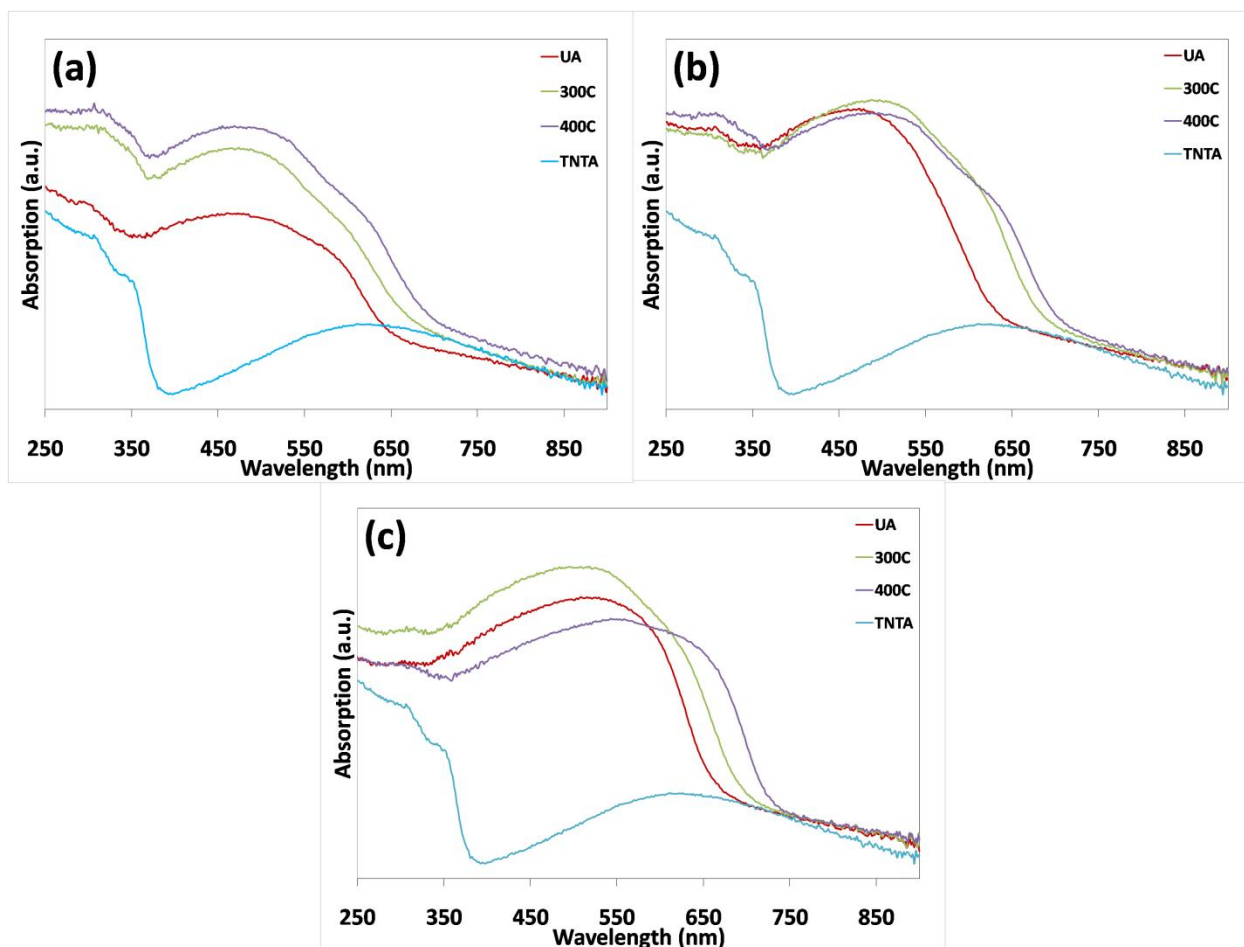 (a)
UA
300C
400C
TNTA
Absorption (a.u.)
250 350 450 550 650 750 850
Wavelength (nm)
(b)
UA
300C
400C
TNTA
Absorption (a.u.)
250 350 450 550 650 750 850
Wavelength (nm)
(c)
UA
300C
400C
TNTA
Absorption (a.u.)
250 350 450 550 650 750 850
Wavelength (nm)